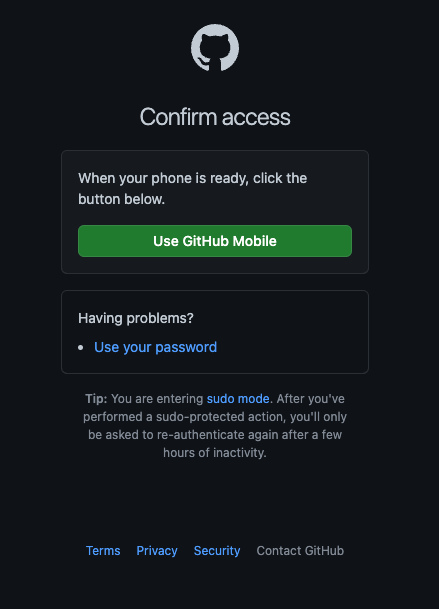 Confirm access
When your phone is ready, click the
button below.
Use GitHub Mobile
Having problems?
Use your password
Tip: You are entering sudo mode. After you've
performed a sudo-protected action, you'll only
be asked to re-authenticate again after a few
hours of inactivity.
Terms Privacy Security Contact GitHub